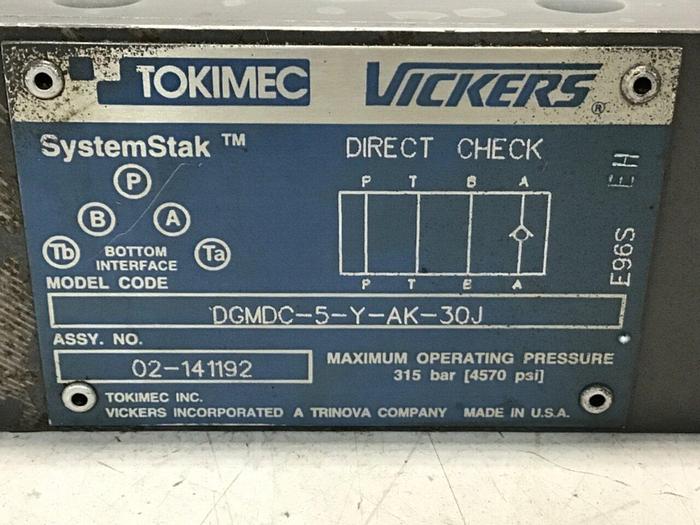 TOKIMEC VICKERS®
SystemStak ™
DIRECT CHECK
P
B A
Tb Ta
BOTTOM
INTERFACE
P T B A
P T B A
E96S EH
MODEL CODE
DGMDC-5-Y-AK-30J
ASSY. NO.
02-141192
MAXIMUM OPERATING PRESSURE
315 bar [4570 psi]
TOKIMEC INC.
VICKERS INCORPORATED A TRINOVA COMPANY MADE IN U.S.A.